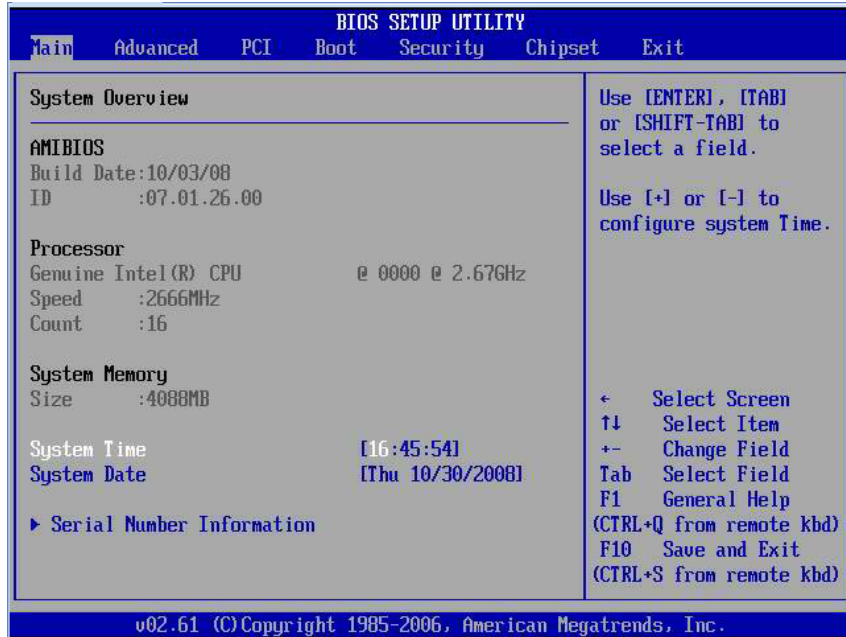 BIOS SETUP UTILITY
Main Advanced PCI Boot Security Chipset Exit
System Overview
AMIBIOS
Build Date:10/03/08
ID :07.01.26.00
Processor
Genuine Intel(R) CPU @ 0000 @ 2.67GHz
Speed :2666MHz
Count :16
System Memory
Size :4088MB
System Time [16:45:54]
System Date [Thu 10/30/2008]
▶ Serial Number Information
Use [ENTER], [TAB]
or [SHIFT-TAB] to
select a field.
Use [+] or [-] to
configure system Time.
← Select Screen
↑↓ Select Item
+- Change Field
Tab Select Field
F1 General Help
(CTRL+Q from remote kbd)
F10 Save and Exit
(CTRL+S from remote kbd)
v02.61 (C)Copyright 1985-2006, American Megatrends, Inc.